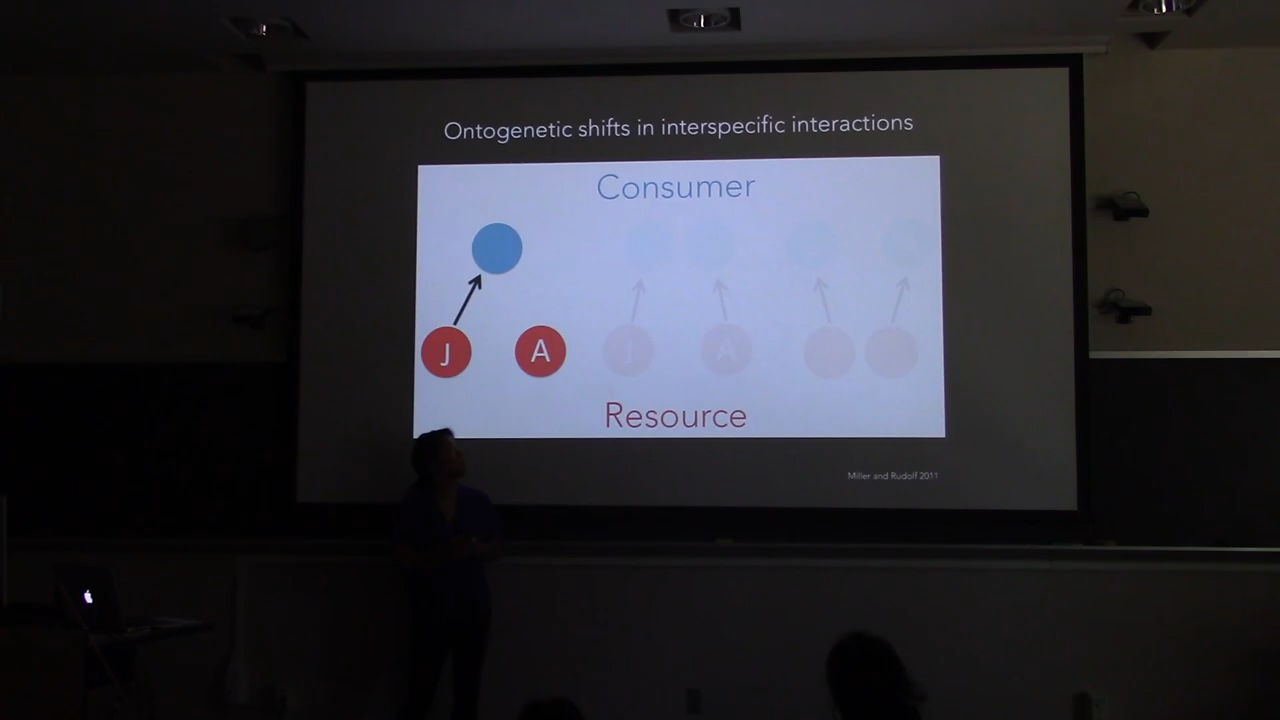 Ontogenetic shifts in interspecific interactions
Consumer
J A J A
Resource
Miller and Rudolf 2011